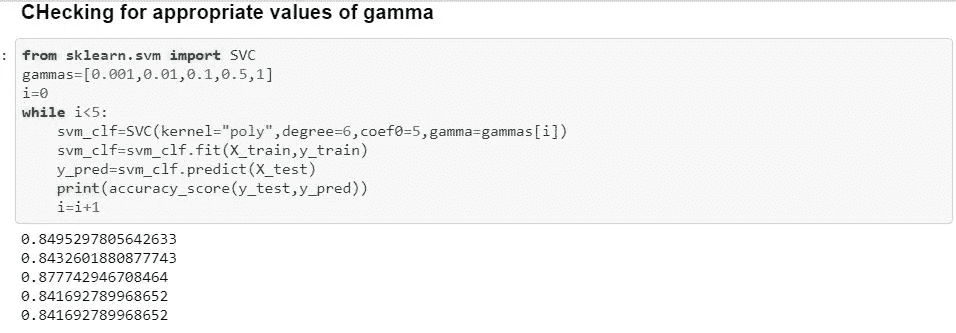 CHecking for appropriate values of gamma
: from sklearn.svm import SVC
gammas=[0.001,0.01,0.1,0.5,1]
i=0
while i<5:
    svm_clf=SVC(kernel="poly",degree=6,coef0=5,gamma=gammas[i])
    svm_clf=svm_clf.fit(X_train,y_train)
    y_pred=svm_clf.predict(X_test)
    print(accuracy_score(y_test,y_pred))
    i=i+1
0.8495297805642633
0.8432601880877743
0.877742946708464
0.841692789968652
0.841692789968652